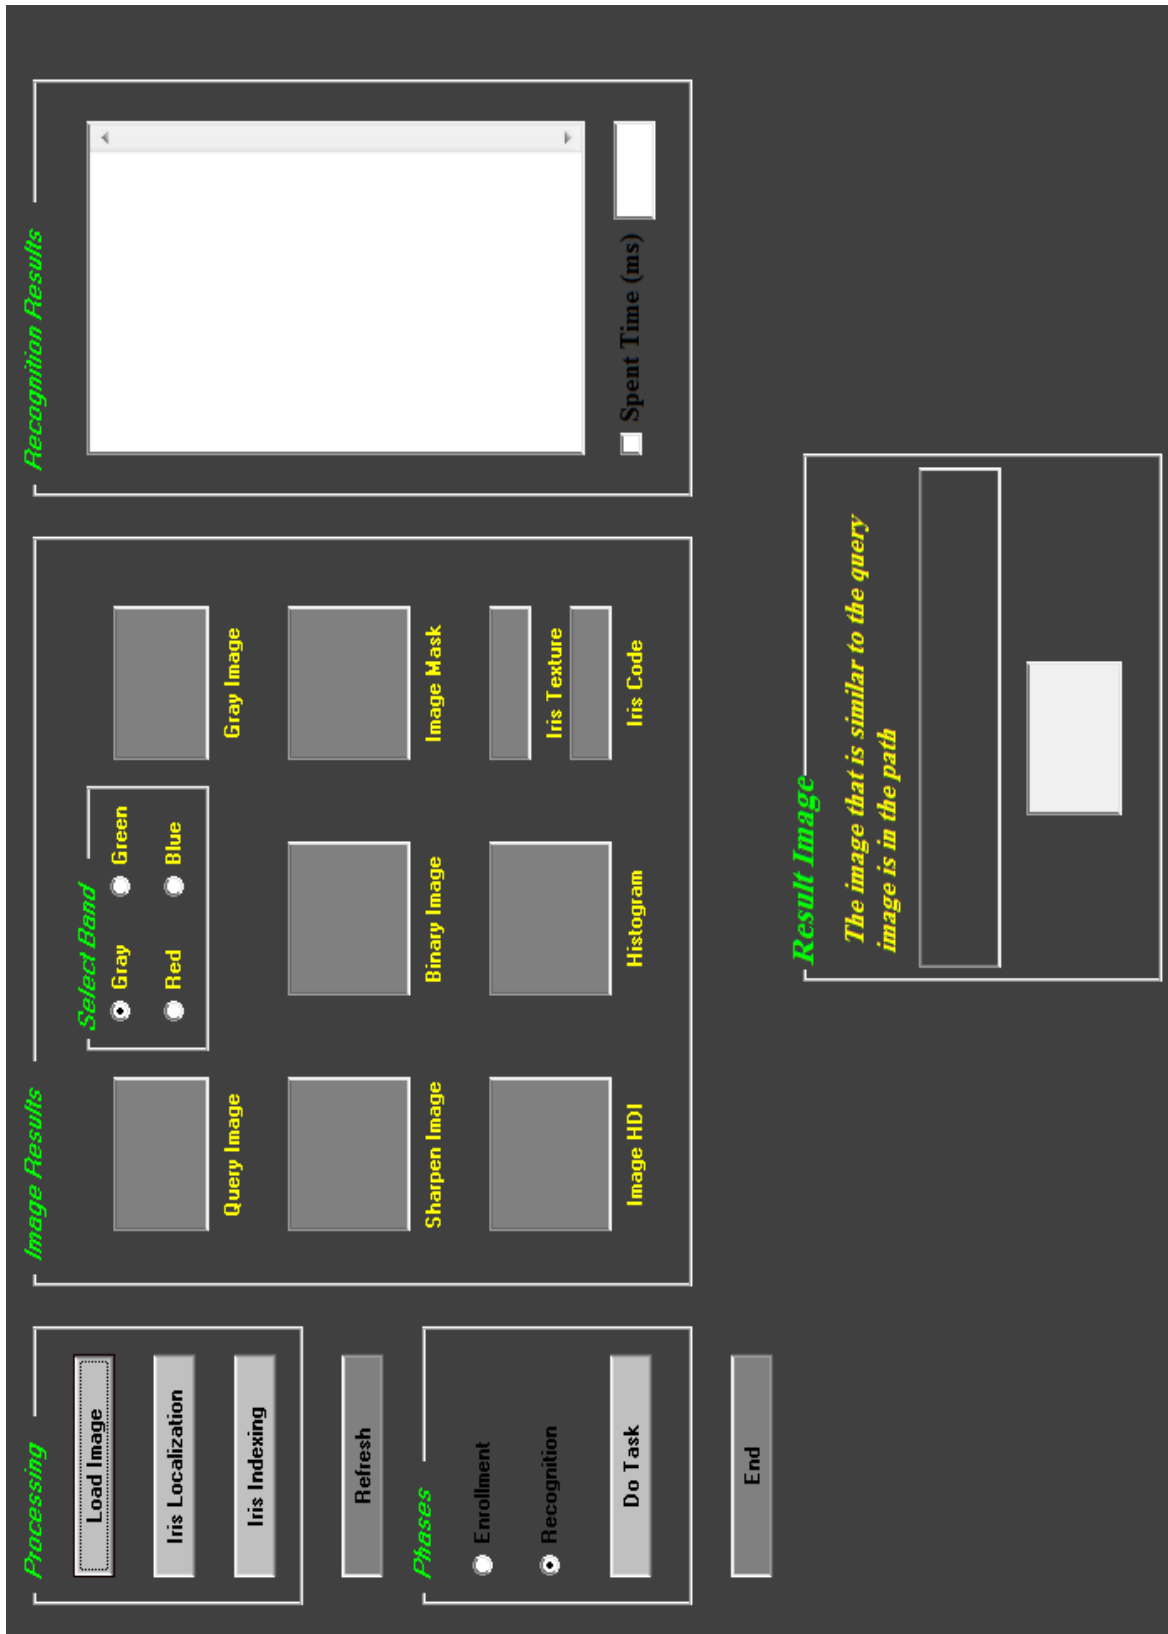 Processing
Load Image
Iris Localization
Iris Indexing
Refresh
Phases
Enrollment
Recognition
Do Task
End
Image Results
Select Band
Gray
Green
Red
Blue
Query Image
Gray Image
Sharpen Image
Binary Image
Image Mask
Image HDI
Histogram
Iris Texture
Iris Code
Recognition Results
Spent Time (ms)
Result Image
The image that is similar to the query
image is in the path